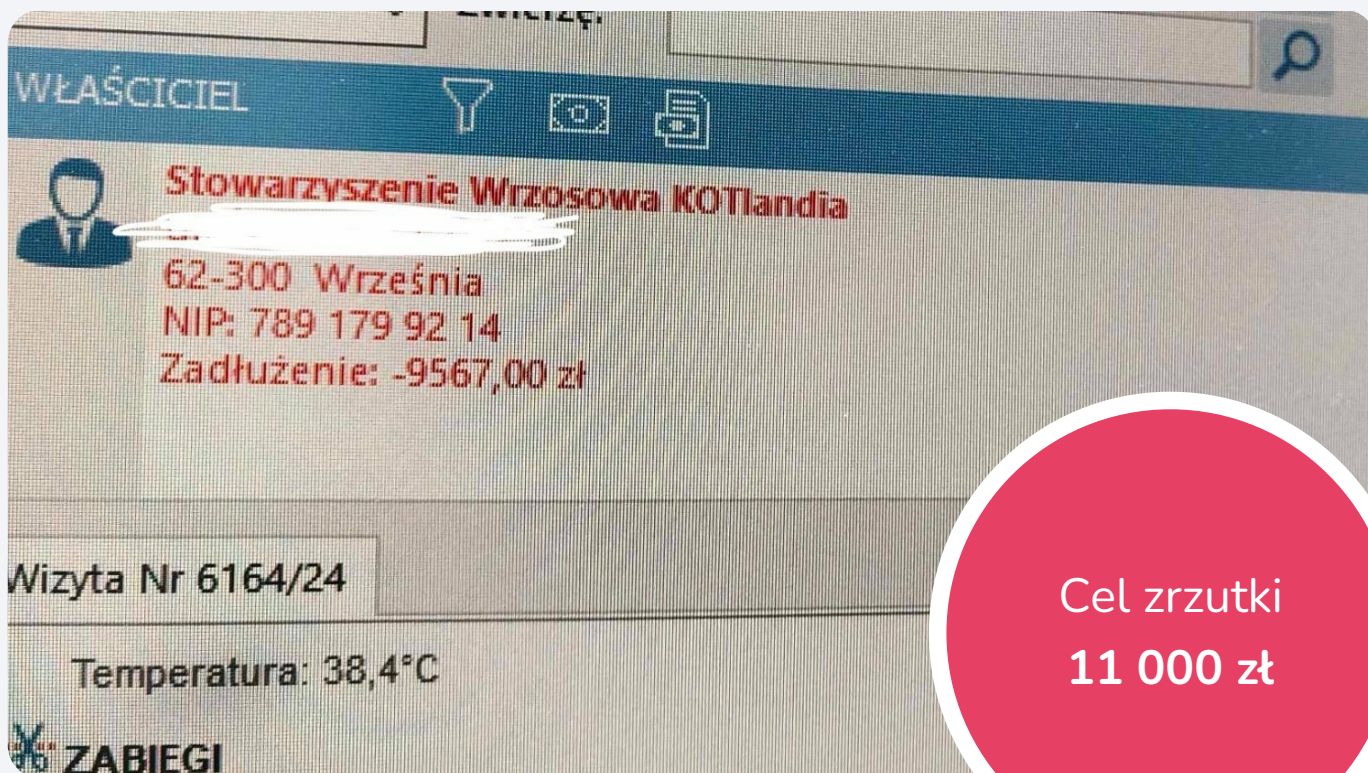 Zwierzę:
WŁAŚCICIEL
Stowarzyszenie Wrzosowa KOTlandia
62-300 Września
NIP: 789 179 92 14
Zadłużenie: -9567,00 zł
Wizyta Nr 6164/24
Temperatura: 38,4°C
ZABIEGI
Cel zrzutki
11 000 zł